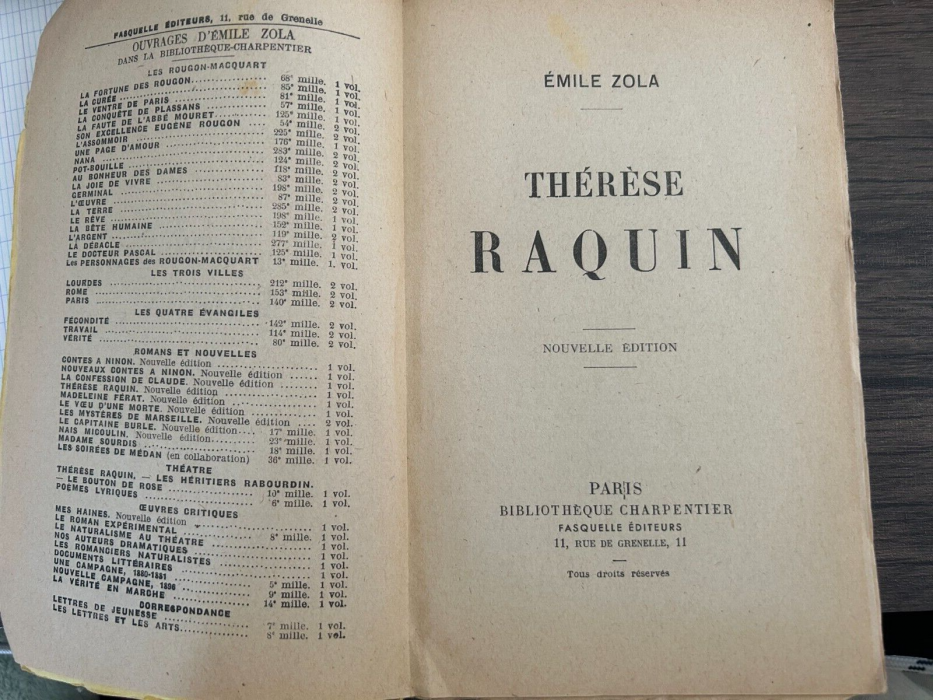 FASQUELLE ÉDITEURS, 11, rue de Grenelle
OUVRAGES D'ÉMILE ZOLA
DANS LA BIBLIOTHÈQUE-CHARPENTIER
LES ROUGON-MACQUART
LA FORTUNE DES ROUGON........ 68e mille. 1 vol.
LA CURÉE ........ 85e mille. 1 vol.
LE VENTRE DE PARIS ........ 81e mille. 1 vol.
LA CONQUÊTE DE PLASSANS ........ 57e mille. 1 vol.
LA FAUTE DE L'ABBÉ MOURET........ 125e mille. 1 vol.
SON EXCELLENCE EUGÈNE ROUGON .... 54e mille. 2 vol.
L'ASSOMMOIR ........ 225e mille. 2 vol.
UNE PAGE D'AMOUR ........ 176e mille. 1 vol.
NANA ........ 283e mille. 2 vol.
POT-BOUILLE ........ 124e mille. 2 vol.
AU BONHEUR DES DAMES ........ 118e mille. 2 vol.
LA JOIE DE VIVRE ........ 83e mille. 2 vol.
GERMINAL ........ 198e mille. 2 vol.
L'ŒUVRE ........ 87e mille. 2 vol.
LA TERRE ........ 285e mille. 2 vol.
LE RÊVE ........ 198e mille. 1 vol.
LA BÊTE HUMAINE ........ 152e mille. 1 vol.
L'ARGENT ........ 119e mille. 2 vol.
LA DÉBACLE ........ 277e mille. 1 vol.
LE DOCTEUR PASCAL ........ 125e mille. 1 vol.
Les PERSONNAGES des ROUGON-MACQUART 13e mille. 1. vol.
LES TROIS VILLES
LOURDES ........ 212e mille. 2 vol.
ROME ........ 153e mille. 2 vol.
PARIS ........ 140e mille. 2 vol.
LES QUATRE ÉVANGILES
FÉCONDITÉ ........ 142e mille. 2 vol.
TRAVAIL ........ 114e mille. 2 vol.
VÉRITÉ ........ 80e mille. 2 vol.
ROMANS ET NOUVELLES
CONTES A NINON. Nouvelle édition ........ 1 vol.
NOUVEAUX CONTES A NINON. Nouvelle édition ...... 1 vol.
LA CONFESSION DE CLAUDE. Nouvelle édition ...... 1 vol.
THÉRÈSE RAQUIN. Nouvelle édition ........ 1 vol.
MADELEINE FÉRAT. Nouvelle édition ........ 1 vol.
LE VŒU D'UNE MORTE. Nouvelle édition ........ 1 vol.
LES MYSTÈRES DE MARSEILLE. Nouvelle édition .... 2 vol.
LE CAPITAINE BURLE. Nouvelle édition.... 17e mille. 1 vol.
NAIS MICOULIN. Nouvelle édition........ 23e mille. 1 vol.
MADAME SOURDIS ........ 18e mille. 1 vol.
LES SOIRÉES DE MÉDAN (en collaboration) 36e mille. 1 vol.
THÉATRE
THÉRÈSE RAQUIN. — LES HÉRITIERS RABOURDIN.
— LE BOUTON DE ROSE ........ 10e mille. 1 vol.
POÈMES LYRIQUES ........ 6e mille. 1 vol.
ŒUVRES CRITIQUES
MES HAINES. Nouvelle édition ........ 1 vol.
LE ROMAN EXPÉRIMENTAL ........ 8e mille. 1 vol.
LE NATURALISME AU THÉATRE ........ 1 vol.
NOS AUTEURS DRAMATIQUES ........ 1 vol.
LES ROMANCIERS NATURALISTES ........ 1 vol.
DOCUMENTS LITTÉRAIRES ........ 1 vol.
UNE CAMPAGNE, 1880-1881 ........ 5e mille. 1 vol.
NOUVELLE CAMPAGNE, 1896 ........ 9e mille. 1 vol.
LA VÉRITÉ EN MARCHE ........ 14e mille. 1 vol.
CORRESPONDANCE
LETTRES DE JEUNESSE ........ 7e mille. 1 vol.
LES LETTRES ET LES ARTS........ 8e mille. 1 vol.
ÉMILE ZOLA
THÉRÈSE
RAQUIN
NOUVELLE ÉDITION
PARIS
BIBLIOTHÈQUE CHARPENTIER
FASQUELLE ÉDITEURS
11, RUE DE GRENELLE, 11
Tous droits réservés